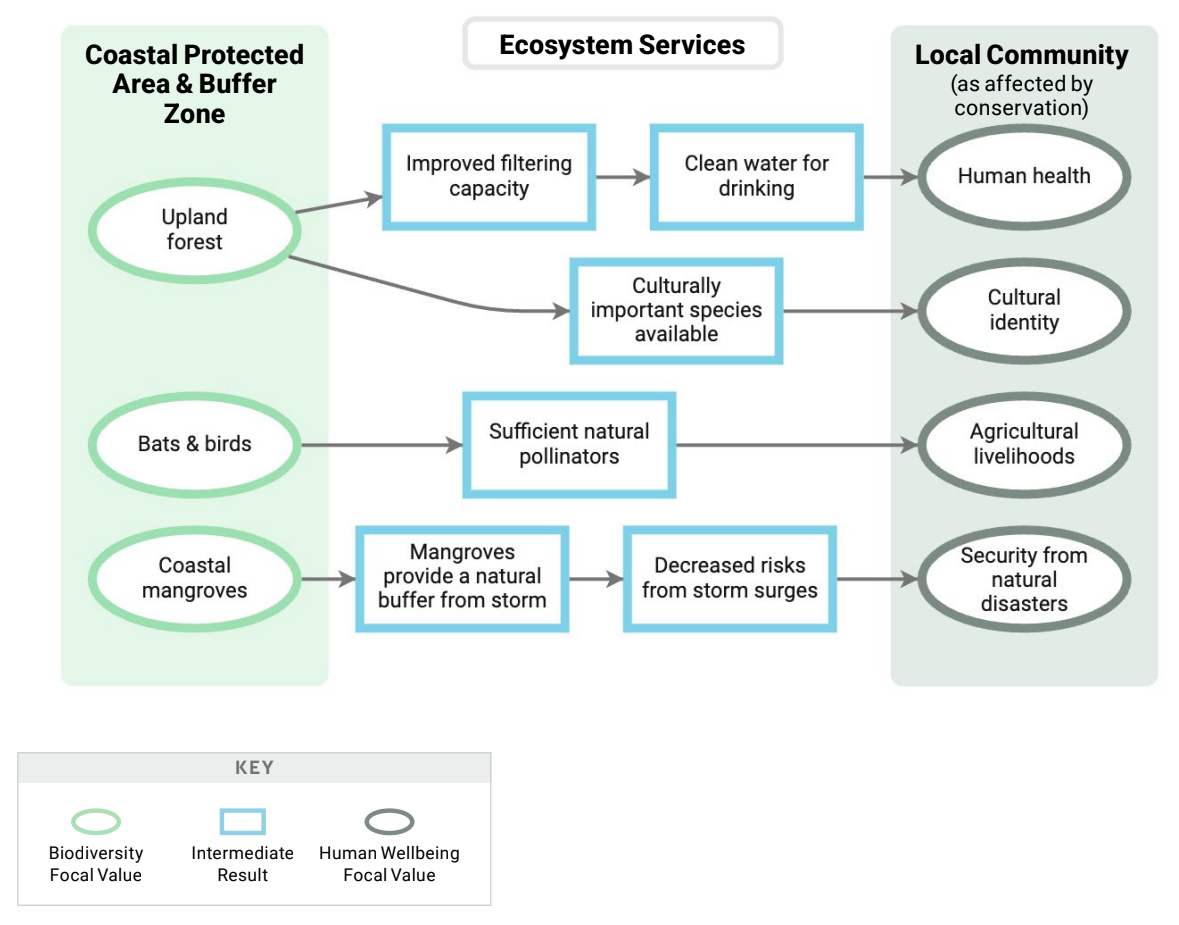 Coastal Protected
Area & Buffer
Zone
Ecosystem Services
Local Community
(as affected by
conservation)
Upland
forest
Improved filtering
capacity
Clean water for
drinking
Human health
Culturally
important species
available
Cultural
identity
Bats & birds
Sufficient natural
pollinators
Agricultural
livelihoods
Coastal
mangroves
Mangroves
provide a natural
buffer from storm
Decreased risks
from storm surges
Security from
natural
disasters
KEY
Biodiversity
Focal Value
Intermediate
Result
Human Wellbeing
Focal Value